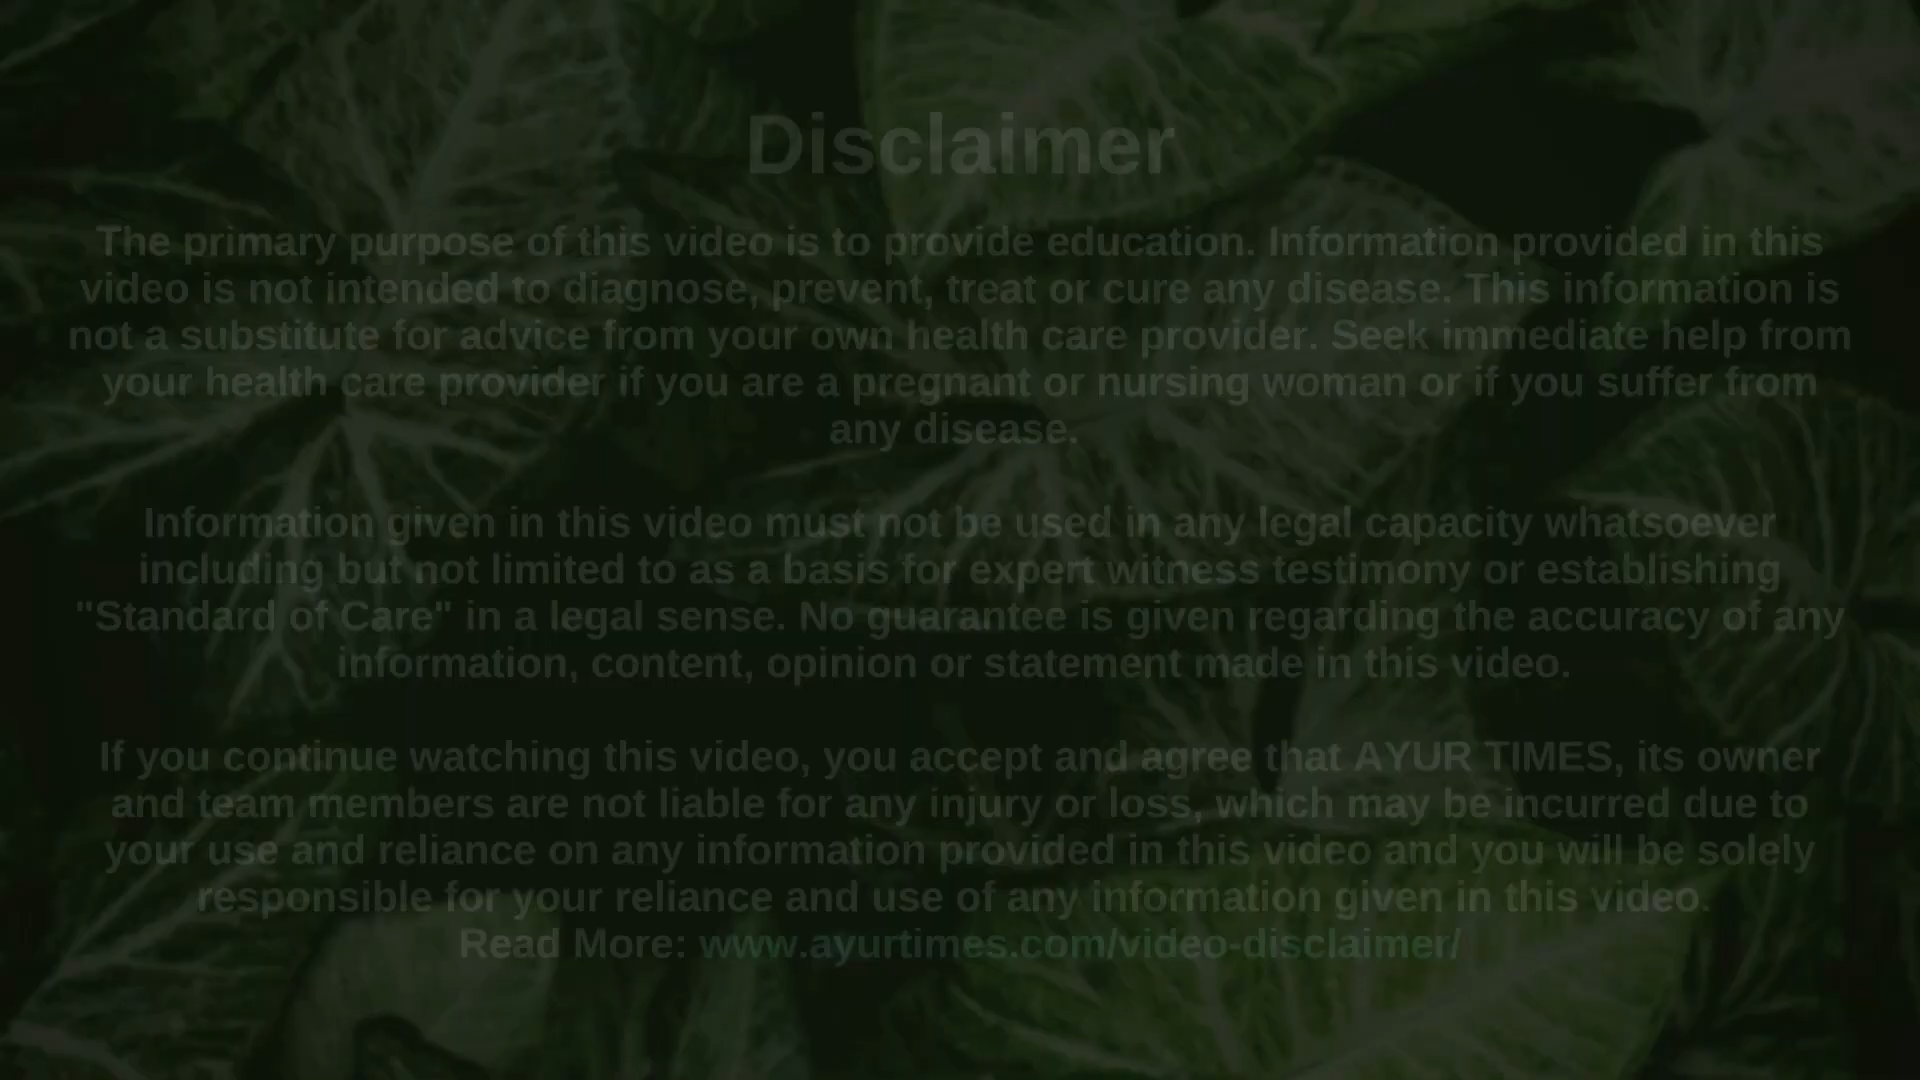 Disclaimer
The primary purpose of this video is to provide education. Information provided in this
video is not intended to diagnose, prevent, treat or cure any disease. This information is
not a substitute for advice from your own health care provider. Seek immediate help from
your health care provider if you are a pregnant or nursing woman or if you suffer from
any disease.
Information given in this video must not be used in any legal capacity whatsoever
including but not limited to as a basis for expert witness testimony or establishing
"Standard of Care" in a legal sense. No guarantee is given regarding the accuracy of any
information, content, opinion or statement made in this video.
If you continue watching this video, you accept and agree that AYUR TIMES, its owner
and team members are not liable for any injury or loss, which may be incurred due to
your use and reliance on any information provided in this video and you will be solely
responsible for your reliance and use of any information given in this video.
Read More: www.ayurtimes.com/video-disclaimer/